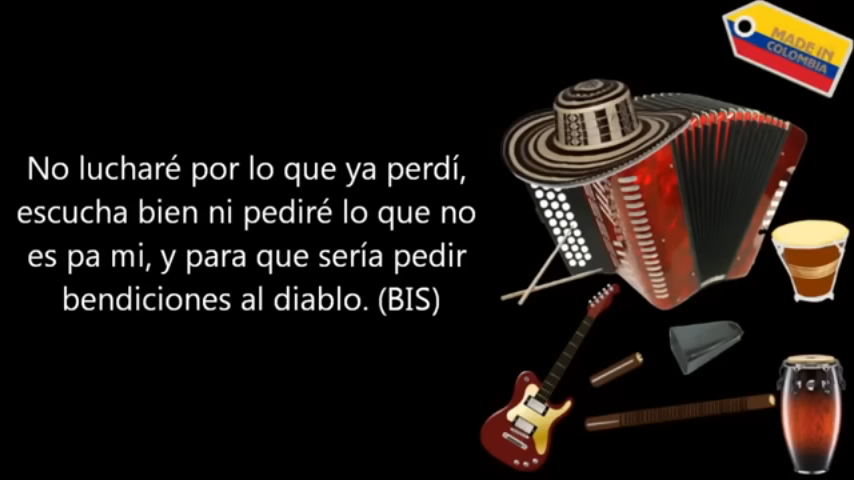 MADE IN
COLOMBIA
No lucharé por lo que ya perdí,
escucha bien ni pediré lo que no
es pa mi, y para que sería pedir
bendiciones al diablo. (BIS)